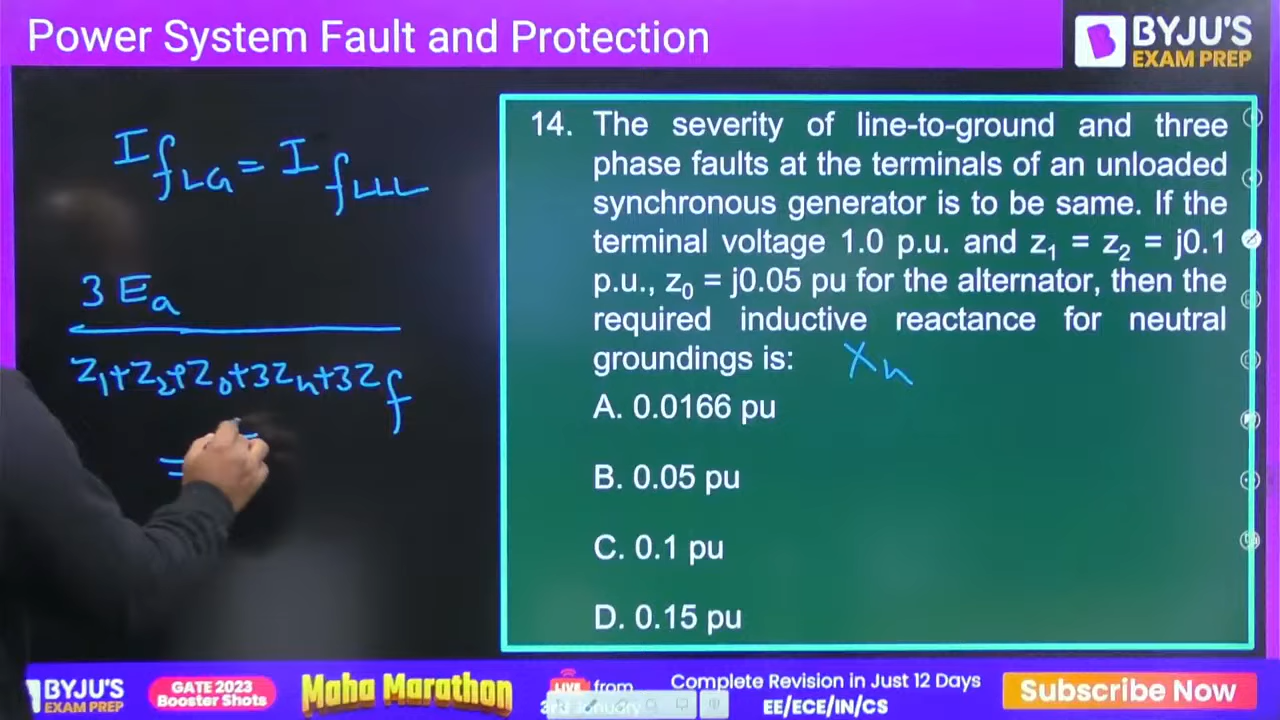 Power System Fault and Protection
BYJU'S
EXAM PREP
I f LG = I f LLL
3 Ea
Z1+Z2+Z0+3Zn+3Zf
=
14. The severity of line-to-ground and three
phase faults at the terminals of an unloaded
synchronous generator is to be same. If the
terminal voltage 1.0 p.u. and z₁ = z₂ = j0.1
p.u., z₀ = j0.05 pu for the alternator, then the
required inductive reactance for neutral
groundings is: Xn
A. 0.0166 pu
B. 0.05 pu
C. 0.1 pu
D. 0.15 pu
BYJU'S
EXAM PREP
GATE 2023
Booster Shots
Maha Marathon
LIVE from
January
Complete Revision in Just 12 Days
EE/ECE/IN/CS
Subscribe Now